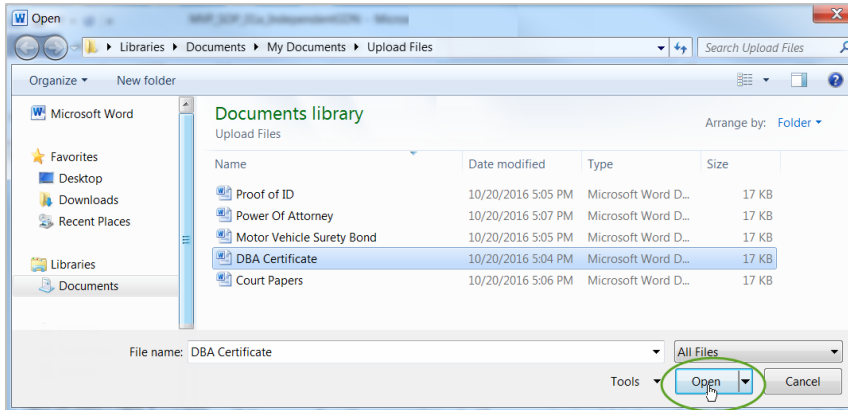 Open
MVP_SOP_01a_IndependentGDN - Micros
Libraries Documents My Documents Upload Files Search Upload Files
Organize New folder
Microsoft Word
Favorites
Desktop
Downloads
Recent Places
Libraries
Documents
Documents library
Upload Files
Arrange by: Folder
Name Date modified Type Size
Proof of ID 10/20/2016 5:05 PM Microsoft Word D... 17 KB
Power Of Attorney 10/20/2016 5:07 PM Microsoft Word D... 17 KB
Motor Vehicle Surety Bond 10/20/2016 5:05 PM Microsoft Word D... 17 KB
DBA Certificate 10/20/2016 5:04 PM Microsoft Word D... 17 KB
Court Papers 10/20/2016 5:06 PM Microsoft Word D... 17 KB
File name: DBA Certificate All Files
Tools Open Cancel